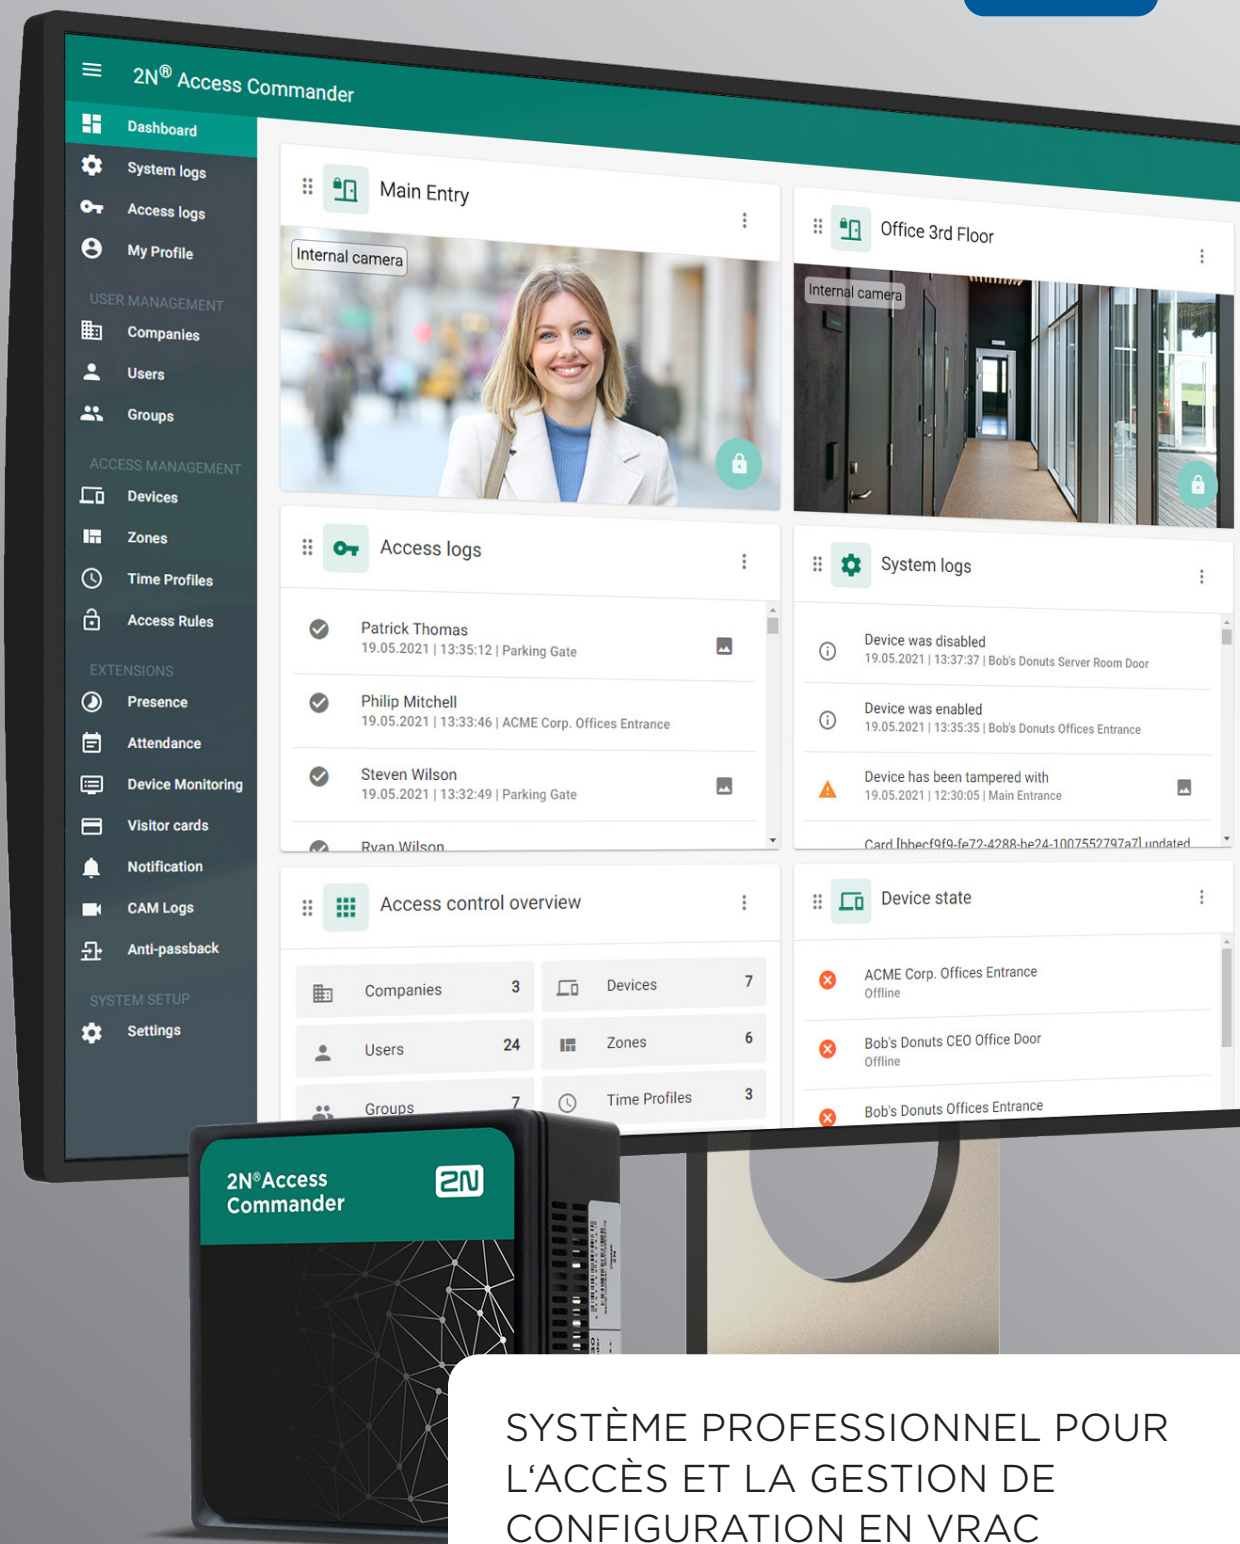 2N® Access Commander
Dashboard
System logs
Access logs
My Profile
USER MANAGEMENT
Companies
Users
Groups
ACCESS MANAGEMENT
Devices
Zones
Time Profiles
Access Rules
EXTENSIONS
Presence
Attendance
Device Monitoring
Visitor cards
Notification
CAM Logs
Anti-passback
SYSTEM SETUP
Settings
Main Entry
Internal camera
Office 3rd Floor
Internal camera
Access logs
Patrick Thomas
19.05.2021 | 13:35:12 | Parking Gate
Philip Mitchell
19.05.2021 | 13:33:46 | ACME Corp. Offices Entrance
Steven Wilson
19.05.2021 | 13:32:49 | Parking Gate
Ryan Wilson
System logs
Device was disabled
19.05.2021 | 13:37:37 | Bob's Donuts Server Room Door
Device was enabled
19.05.2021 | 13:35:35 | Bob's Donuts Offices Entrance
Device has been tampered with
19.05.2021 | 12:30:05 | Main Entrance
Card [bbecf9f9-fe72-4288-be24-1007552797a7] updated
Access control overview
Companies 3
Devices 7
Users 24
Zones 6
Groups 7
Time Profiles 3
Device state
ACME Corp. Offices Entrance
Offline
Bob's Donuts CEO Office Door
Offline
Bob's Donuts Offices Entrance
2N®Access
Commander
2N
SYSTÈME PROFESSIONNEL POUR
L‘ACCÈS ET LA GESTION DE
CONFIGURATION EN VRAC